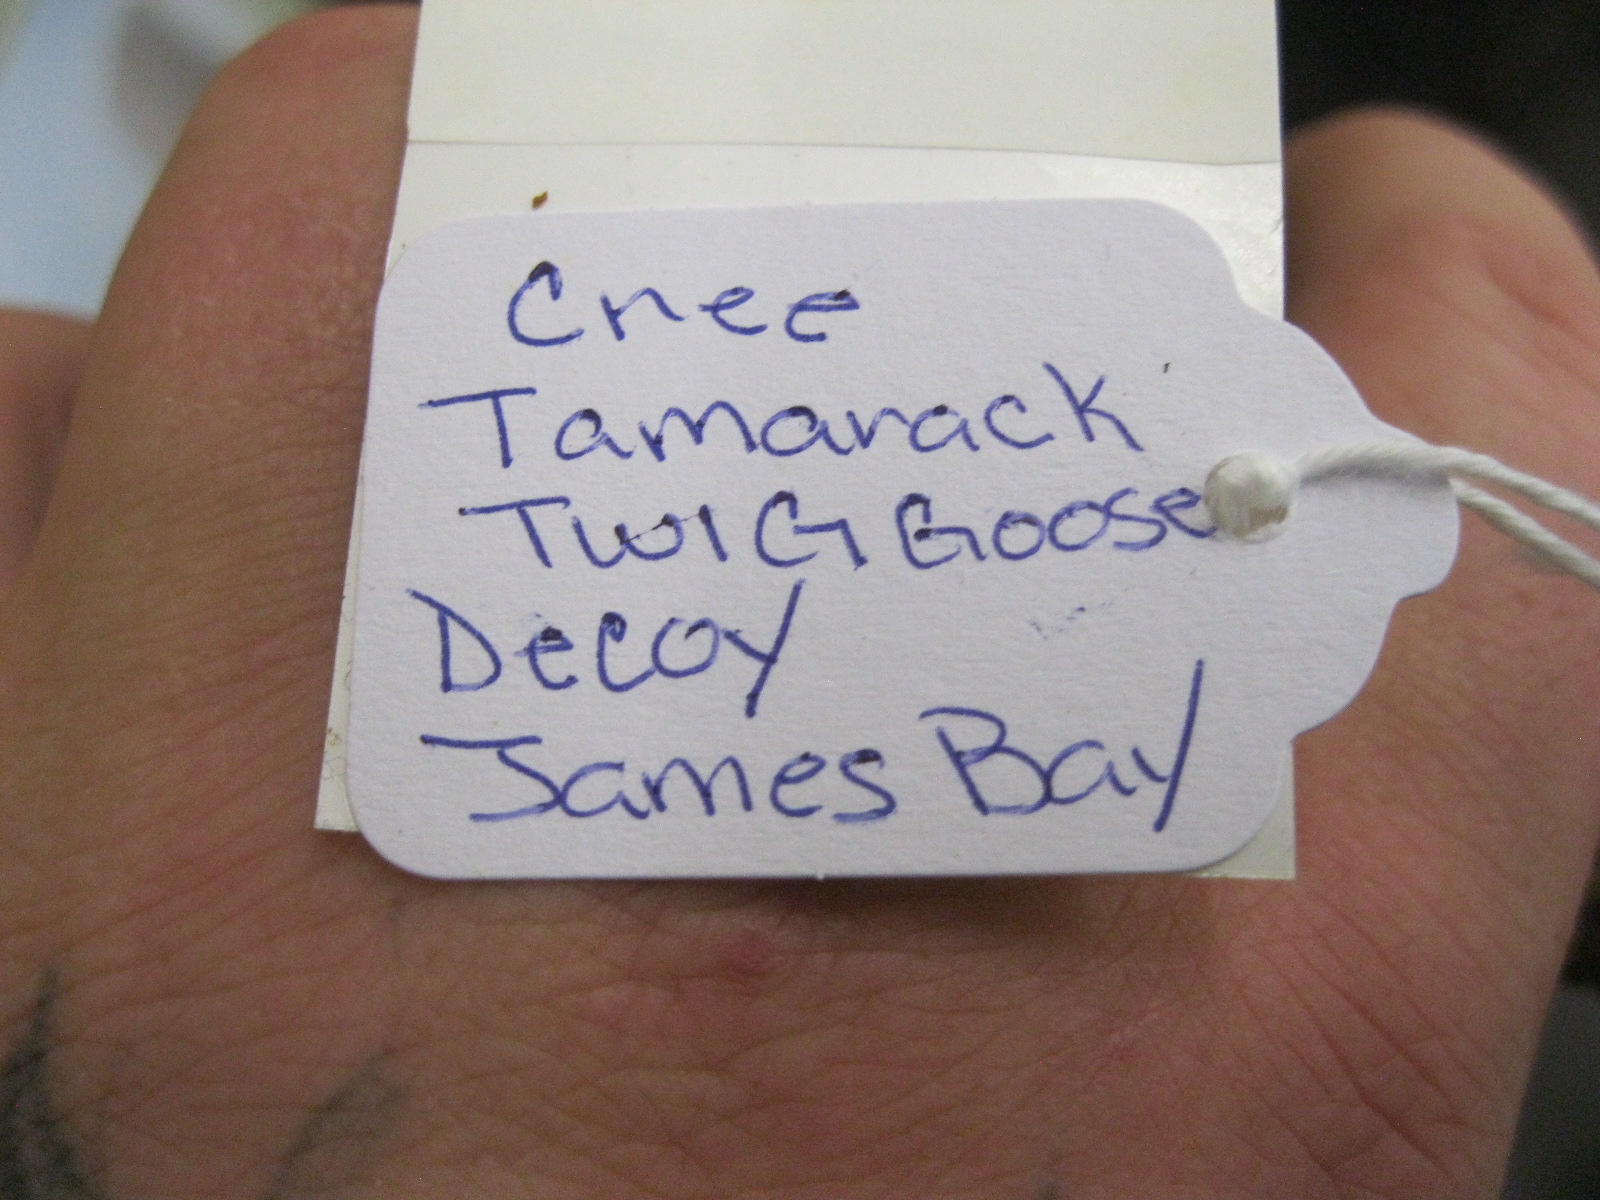 Cree
Tamarack
Twig Goose
Decoy
James Bay